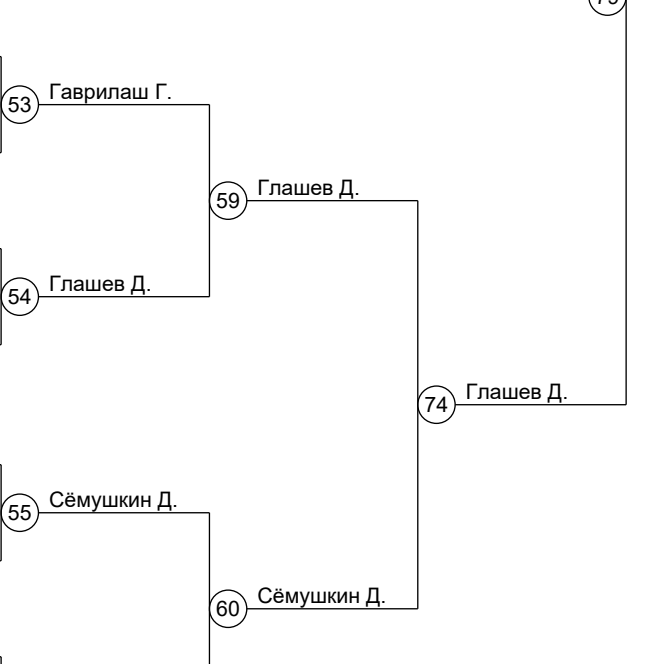 53 Гаврилаш Г.
59 Глашев Д.
54 Глашев Д.
74 Глашев Д.
55 Сёмушкин Д.
60 Сёмушкин Д.